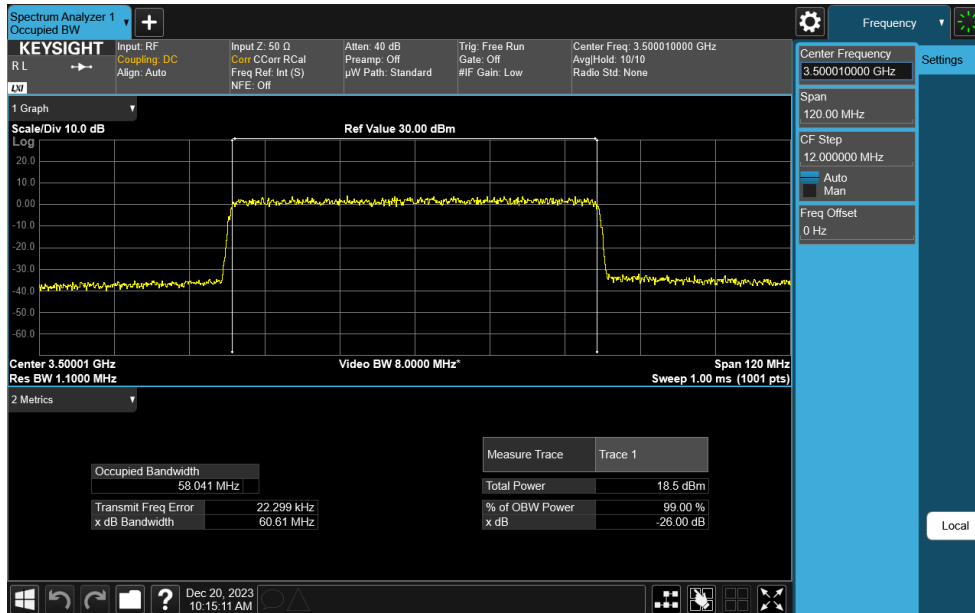 Spectrum Analyzer 1
Occupied BW
+
Frequency
KEYSIGHT
R L
LXI
Input: RF
Coupling: DC
Align: Auto
Input Z: 50 Ω
Corr CCorr RCal
Freq Ref: Int (S)
NFE: Off
Atten: 40 dB
Preamp: Off
µW Path: Standard
Trig: Free Run
Gate: Off
#IF Gain: Low
Center Freq: 3.500010000 GHz
Avg|Hold: 10/10
Radio Std: None
Center Frequency
3.500010000 GHz
Settings
Span
120.00 MHz
CF Step
12.000000 MHz
Auto
Man
Freq Offset
0 Hz
Local
1 Graph
Scale/Div 10.0 dB
Ref Value 30.00 dBm
Log
20.0
10.0
0.00
-10.0
-20.0
-30.0
-40.0
-50.0
-60.0
Center 3.50001 GHz
Video BW 8.0000 MHz*
Span 120 MHz
Res BW 1.1000 MHz
Sweep 1.00 ms (1001 pts)
2 Metrics
Occupied Bandwidth
58.041 MHz
Transmit Freq Error 22.299 kHz
x dB Bandwidth 60.61 MHz
Measure Trace Trace 1
Total Power 18.5 dBm
% of OBW Power 99.00 %
x dB -26.00 dB
?
Dec 20, 2023
10:15:11 AM